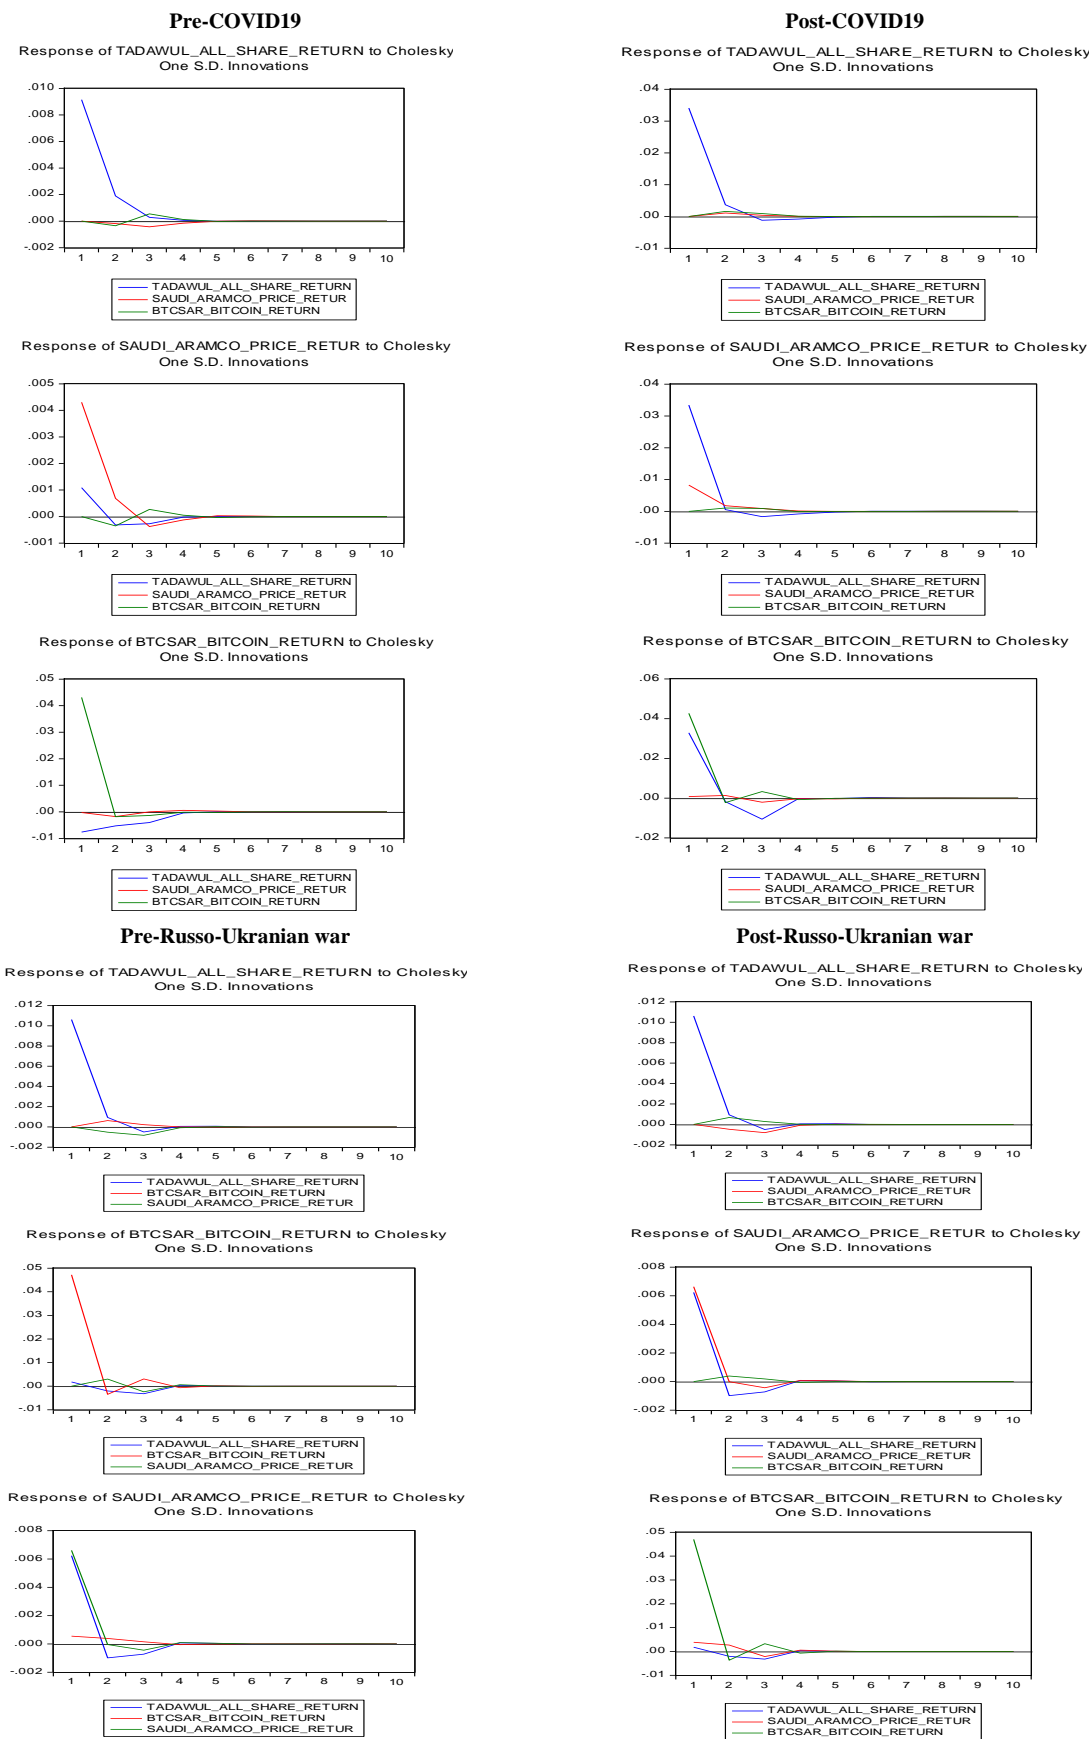 Pre-COVID19
Response of TADAWUL_ALL_SHARE_RETURN to Cholesky
One S.D. Innovations
.010
.008
.006
.004
.002
.000
-.002
1 2 3 4 5 6 7 8 9 10
TADAWUL_ALL_SHARE_RETURN
SAUDI_ARAMCO_PRICE_RETUR
BTCSAR_BITCOIN_RETURN
Response of SAUDI_ARAMCO_PRICE_RETUR to Cholesky
One S.D. Innovations
.005
.004
.003
.002
.001
.000
-.001
1 2 3 4 5 6 7 8 9 10
TADAWUL_ALL_SHARE_RETURN
SAUDI_ARAMCO_PRICE_RETUR
BTCSAR_BITCOIN_RETURN
Response of BTCSAR_BITCOIN_RETURN to Cholesky
One S.D. Innovations
.05
.04
.03
.02
.01
.00
-.01
1 2 3 4 5 6 7 8 9 10
TADAWUL_ALL_SHARE_RETURN
SAUDI_ARAMCO_PRICE_RETUR
BTCSAR_BITCOIN_RETURN
Post-COVID19
Response of TADAWUL_ALL_SHARE_RETURN to Cholesky
One S.D. Innovations
.04
.03
.02
.01
.00
-.01
1 2 3 4 5 6 7 8 9 10
TADAWUL_ALL_SHARE_RETURN
SAUDI_ARAMCO_PRICE_RETUR
BTCSAR_BITCOIN_RETURN
Response of SAUDI_ARAMCO_PRICE_RETUR to Cholesky
One S.D. Innovations
.04
.03
.02
.01
.00
-.01
1 2 3 4 5 6 7 8 9 10
TADAWUL_ALL_SHARE_RETURN
SAUDI_ARAMCO_PRICE_RETUR
BTCSAR_BITCOIN_RETURN
Response of BTCSAR_BITCOIN_RETURN to Cholesky
One S.D. Innovations
.06
.04
.02
.00
-.02
1 2 3 4 5 6 7 8 9 10
TADAWUL_ALL_SHARE_RETURN
SAUDI_ARAMCO_PRICE_RETUR
BTCSAR_BITCOIN_RETURN
Pre-Russo-Ukranian war
Response of TADAWUL_ALL_SHARE_RETURN to Cholesky
One S.D. Innovations
.012
.010
.008
.006
.004
.002
.000
-.002
1 2 3 4 5 6 7 8 9 10
TADAWUL_ALL_SHARE_RETURN
BTCSAR_BITCOIN_RETURN
SAUDI_ARAMCO_PRICE_RETUR
Response of BTCSAR_BITCOIN_RETURN to Cholesky
One S.D. Innovations
.05
.04
.03
.02
.01
.00
-.01
1 2 3 4 5 6 7 8 9 10
TADAWUL_ALL_SHARE_RETURN
BTCSAR_BITCOIN_RETURN
SAUDI_ARAMCO_PRICE_RETUR
Response of SAUDI_ARAMCO_PRICE_RETUR to Cholesky
One S.D. Innovations
.008
.006
.004
.002
.000
-.002
1 2 3 4 5 6 7 8 9 10
TADAWUL_ALL_SHARE_RETURN
BTCSAR_BITCOIN_RETURN
SAUDI_ARAMCO_PRICE_RETUR
Post-Russo-Ukranian war
Response of TADAWUL_ALL_SHARE_RETURN to Cholesky
One S.D. Innovations
.012
.010
.008
.006
.004
.002
.000
-.002
1 2 3 4 5 6 7 8 9 10
TADAWUL_ALL_SHARE_RETURN
SAUDI_ARAMCO_PRICE_RETUR
BTCSAR_BITCOIN_RETURN
Response of SAUDI_ARAMCO_PRICE_RETUR to Cholesky
One S.D. Innovations
.008
.006
.004
.002
.000
-.002
1 2 3 4 5 6 7 8 9 10
TADAWUL_ALL_SHARE_RETURN
SAUDI_ARAMCO_PRICE_RETUR
BTCSAR_BITCOIN_RETURN
Response of BTCSAR_BITCOIN_RETURN to Cholesky
One S.D. Innovations
.05
.04
.03
.02
.01
.00
-.01
1 2 3 4 5 6 7 8 9 10
TADAWUL_ALL_SHARE_RETURN
SAUDI_ARAMCO_PRICE_RETUR
BTCSAR_BITCOIN_RETURN